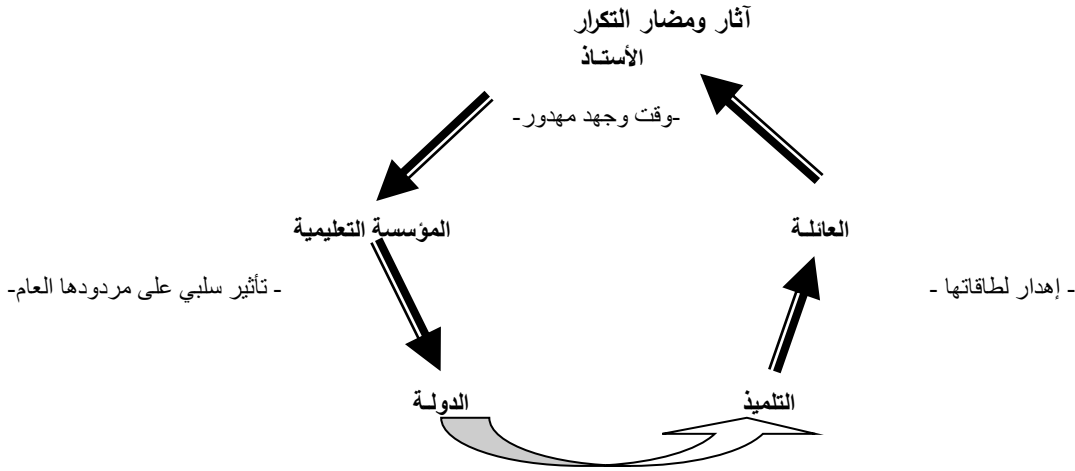 آثار ومضار التكرار
الأستـاذ
-وقت وجهد مهدور-
العائلـة
المؤسسة التعليمية
- إهدار لطاقاتها -
- تأثير سلبي على مردودها العام-
التلميذ
الدولـة